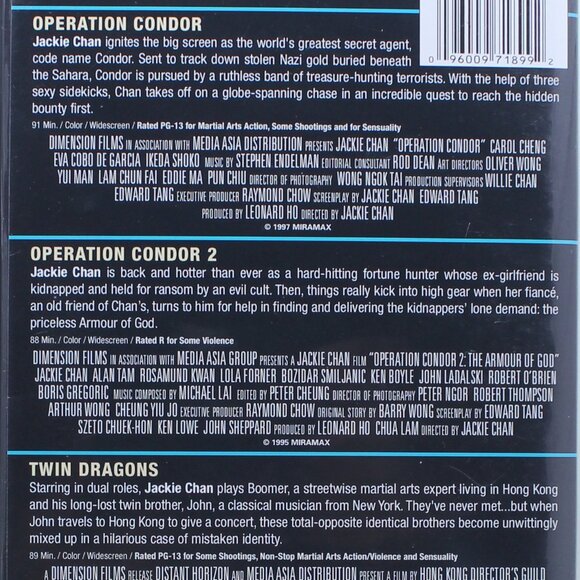 OPERATION CONDOR
0 96009 71899 2
Jackie Chan ignites the big screen as the world's greatest secret agent,
code name Condor. Sent to track down stolen Nazi gold buried beneath
the Sahara, Condor is pursued by a ruthless band of treasure-hunting terrorists. With the help of three
sexy sidekicks, Chan takes off on a globe-spanning chase in an incredible quest to reach the hidden
bounty first.
91 Min. / Color / Widescreen / Rated PG-13 for Martial Arts Action, Some Shootings and for Sensuality
DIMENSION FILMS IN ASSOCIATION WITH MEDIA ASIA DISTRIBUTION PRESENTS JACKIE CHAN "OPERATION CONDOR" CAROL CHENG
EVA COBO DE GARCIA IKEDA SHOKO MUSIC BY STEPHEN ENDELMAN EDITORIAL CONSULTANT ROD DEAN ART DIRECTORS OLIVER WONG
YUI MAN LAM CHUN FAI EDDIE MA PUN CHIU DIRECTOR OF PHOTOGRAPHY WONG NGOK TAI PRODUCTION SUPERVISORS WILLIE CHAN
EDWARD TANG EXECUTIVE PRODUCER RAYMOND CHOW SCREENPLAY BY JACKIE CHAN EDWARD TANG
PRODUCED BY LEONARD HO DIRECTED BY JACKIE CHAN
© 1997 MIRAMAX
OPERATION CONDOR 2
Jackie Chan is back and hotter than ever as a hard-hitting fortune hunter whose ex-girlfriend is
kidnapped and held for ransom by an evil cult. Then, things really kick into high gear when her fiancé,
an old friend of Chan's, turns to him for help in finding and delivering the kidnappers' lone demand: the
priceless Armour of God.
88 Min. / Color / Widescreen / Rated R for Some Violence
DIMENSION FILMS IN ASSOCIATION WITH MEDIA ASIA GROUP PRESENTS A JACKIE CHAN FILM "OPERATION CONDOR 2: THE ARMOUR OF GOD"
JACKIE CHAN ALAN TAM ROSAMUND KWAN LOLA FORNER BOZIDAR SMILJANIC KEN BOYLE JOHN LADALSKI ROBERT O'BRIEN
BORIS GREGORIC MUSIC COMPOSED BY MICHAEL LAI EDITED BY PETER CHEUNG DIRECTOR OF PHOTOGRAPHY PETER NGOR ROBERT THOMPSON
ARTHUR WONG CHEUNG YIU JO EXECUTIVE PRODUCER RAYMOND CHOW ORIGINAL STORY BY BARRY WONG SCREENPLAY BY EDWARD TANG
SZETO CHUEK-HON KEN LOWE JOHN SHEPPARD PRODUCED BY LEONARD HO CHUA LAM DIRECTED BY JACKIE CHAN
© 1995 MIRAMAX
TWIN DRAGONS
Starring in dual roles, Jackie Chan plays Boomer, a streetwise martial arts expert living in Hong Kong
and his long-lost twin brother, John, a classical musician from New York. They've never met...but when
John travels to Hong Kong to give a concert, these total-opposite identical brothers become unwittingly
mixed up in a hilarious case of mistaken identity.
89 Min. / Color / Widescreen / Rated PG-13 for Some Shootings, Non-Stop Martial Arts Action/Violence and Sensuality
A DIMENSION FILMS RELEASE DISTANT HORIZON AND MEDIA ASIA DISTRIBUTION PRESENT A FILM BY HONG KONG DIRECTOR'S GUILD